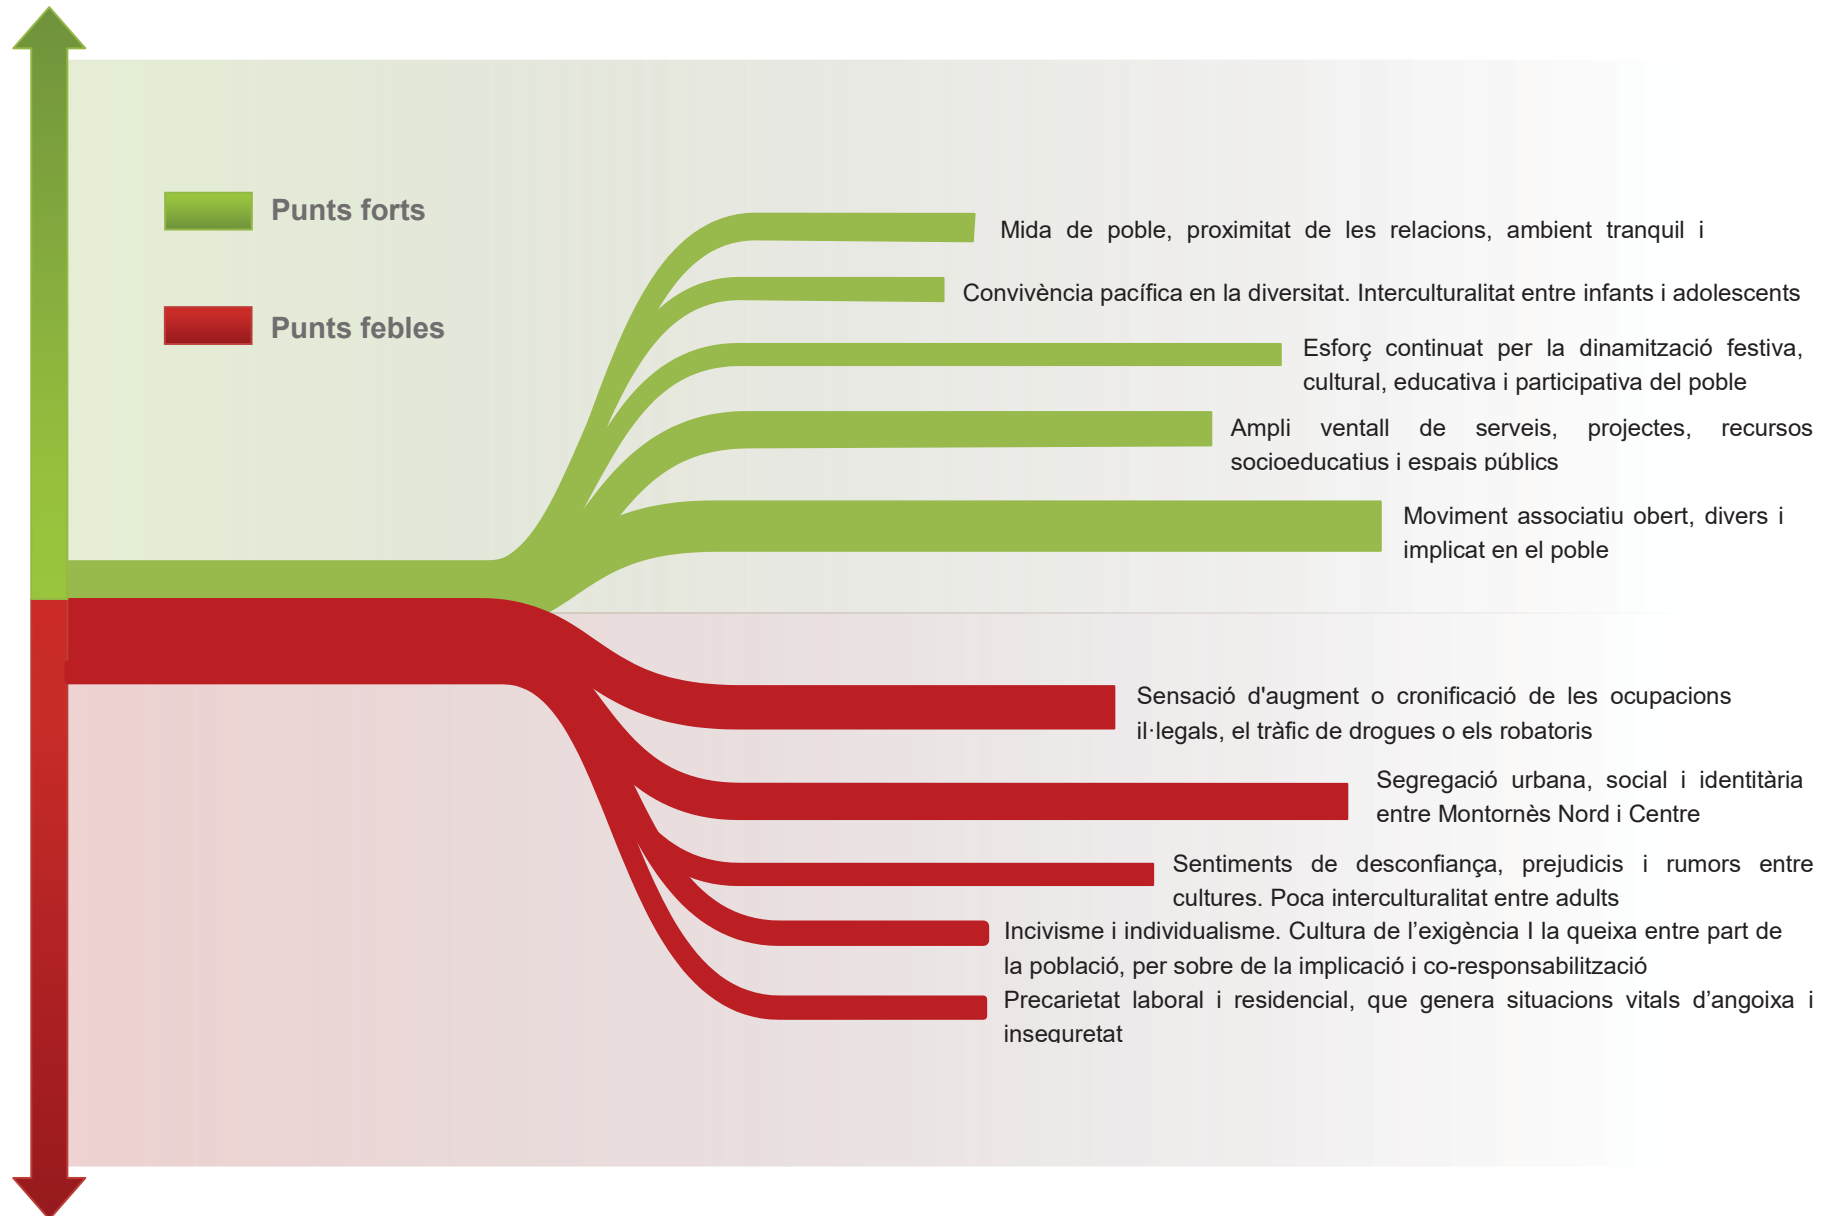 Punts forts
Punts febles
Mida de poble, proximitat de les relacions, ambient tranquil i
Convivència pacífica en la diversitat. Interculturalitat entre infants i adolescents
Esforç continuat per la dinamització festiva,
cultural, educativa i participativa del poble
Ampli ventall de serveis, projectes, recursos
socioeducatius i espais públics
Moviment associatiu obert, divers i
implicat en el poble
Sensació d'augment o cronificació de les ocupacions
il·legals, el tràfic de drogues o els robatoris
Segregació urbana, social i identitària
entre Montornès Nord i Centre
Sentiments de desconfiança, prejudicis i rumors entre
cultures. Poca interculturalitat entre adults
Incivisme i individualisme. Cultura de l’exigència I la queixa entre part de
la població, per sobre de la implicació i co-responsabilització
Precarietat laboral i residencial, que genera situacions vitals d’angoixa i
inseguretat